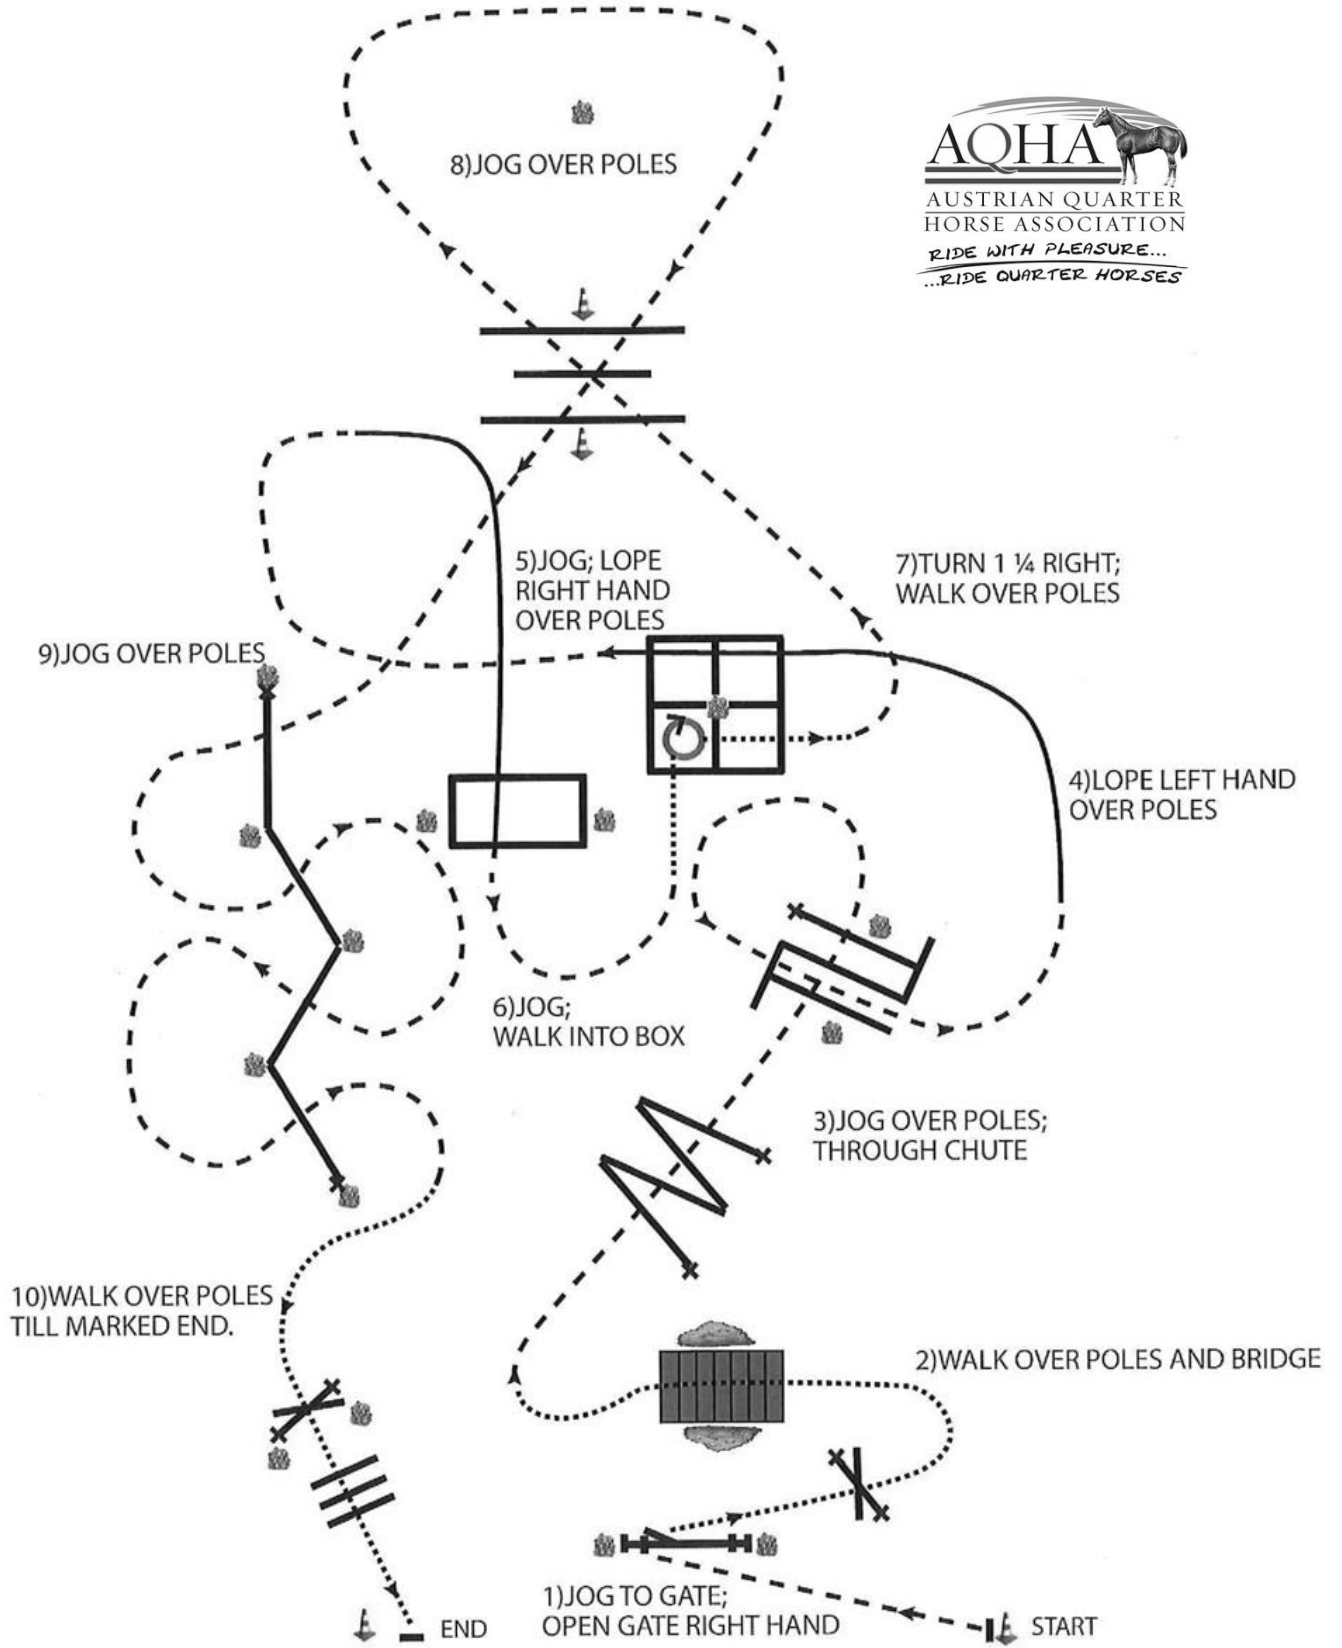 8)JOG OVER POLES
AQHA
AUSTRIAN QUARTER
HORSE ASSOCIATION
RIDE WITH PLEASURE...
...RIDE QUARTER HORSES
5)JOG; LOPE
RIGHT HAND
OVER POLES
7)TURN 1 ¼ RIGHT;
WALK OVER POLES
9)JOG OVER POLES
4)LOPE LEFT HAND
OVER POLES
6)JOG;
WALK INTO BOX
3)JOG OVER POLES;
THROUGH CHUTE
10)WALK OVER POLES
TILL MARKED END.
2)WALK OVER POLES AND BRIDGE
1)JOG TO GATE;
OPEN GATE RIGHT HAND
END
START